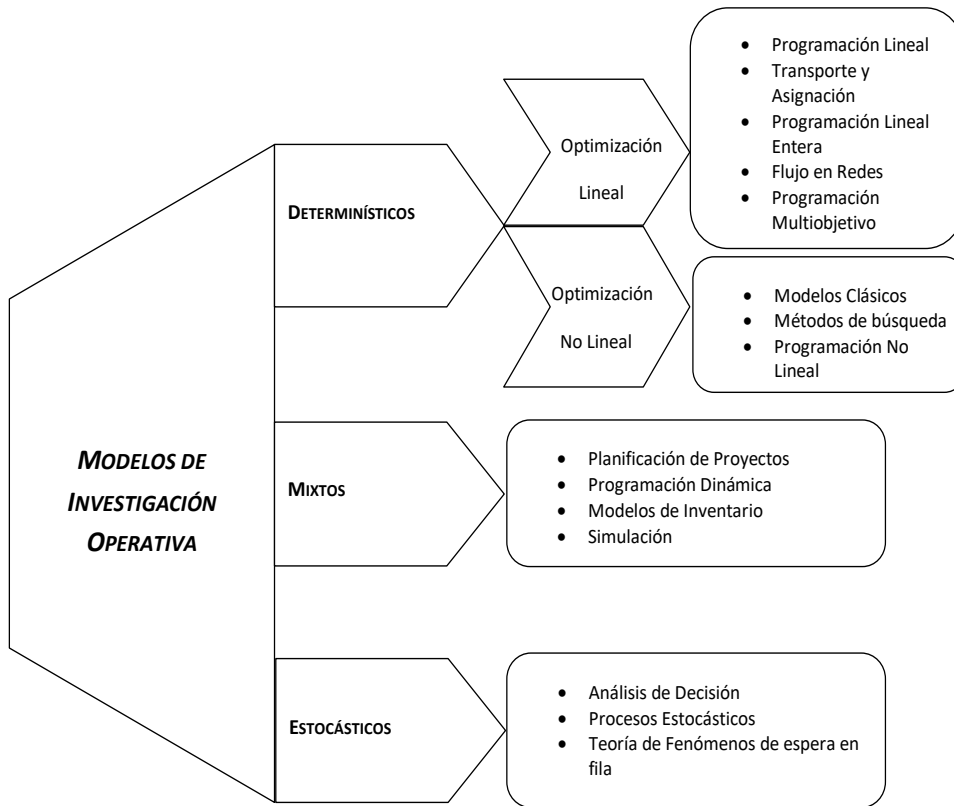 MODELOS DE
INVESTIGACIÓN
OPERATIVA
DETERMINÍSTICOS
Optimización
Lineal
• Programación Lineal
• Transporte y
Asignación
• Programación Lineal
Entera
• Flujo en Redes
• Programación
Multiobjetivo
Optimización
No Lineal
• Modelos Clásicos
• Métodos de búsqueda
• Programación No
Lineal
MIXTOS
• Planificación de Proyectos
• Programación Dinámica
• Modelos de Inventario
• Simulación
ESTOCÁSTICOS
• Análisis de Decisión
• Procesos Estocásticos
• Teoría de Fenómenos de espera en
fila